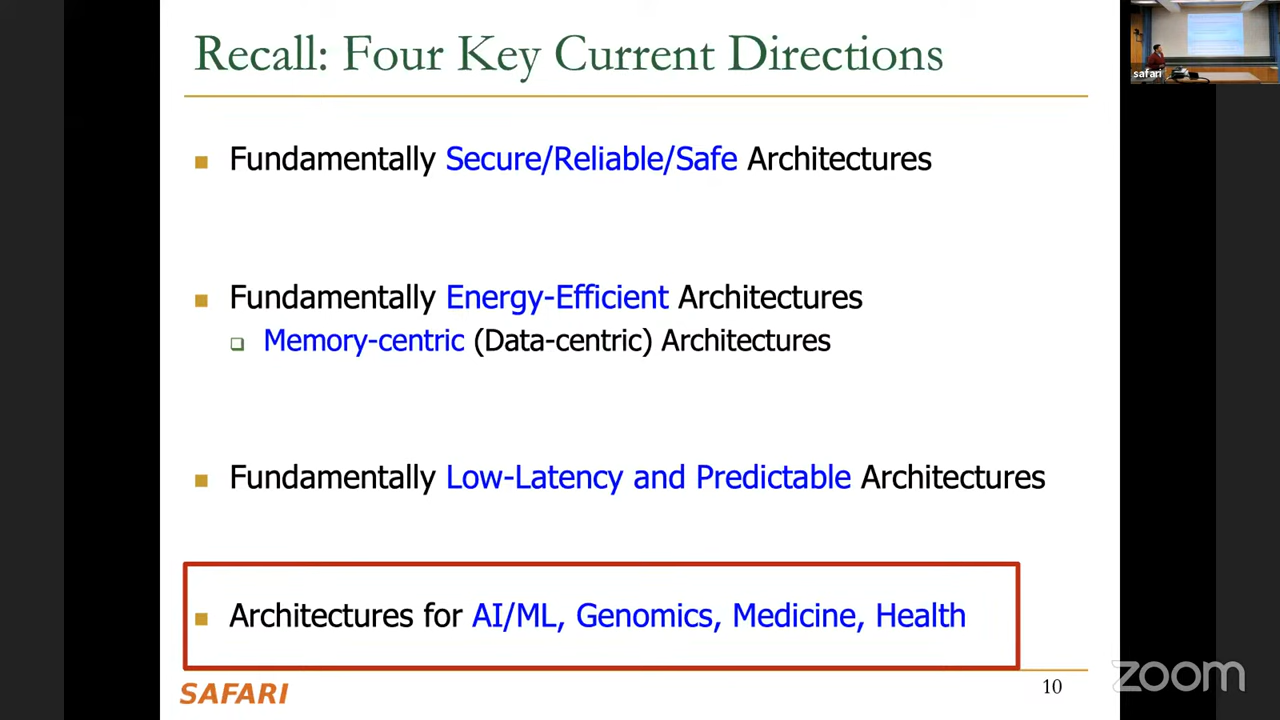 Recall: Four Key Current Directions
safari
Fundamentally Secure/Reliable/Safe Architectures
Fundamentally Energy-Efficient Architectures
Memory-centric (Data-centric) Architectures
Fundamentally Low-Latency and Predictable Architectures
Architectures for AI/ML, Genomics, Medicine, Health
SAFARI
10
zoom